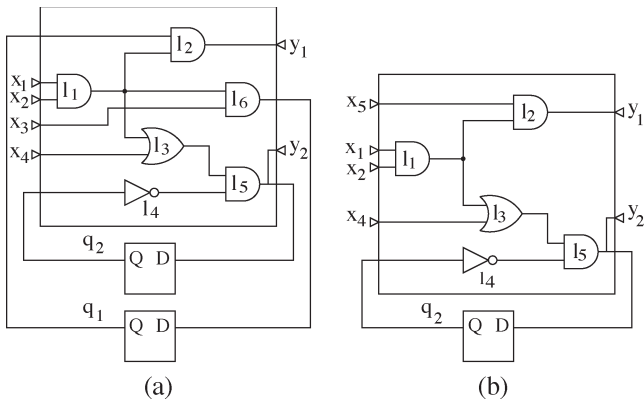 l₂
y₁
x₁
l₁
x₂
l₆
x₃
y₂
l₃
x₄
l₅
l₄
q₂
Q D
q₁
Q D
(a)
x₅
l₂
y₁
x₁
l₁
x₂
l₃
x₄
y₂
l₅
l₄
q₂
Q D
(b)